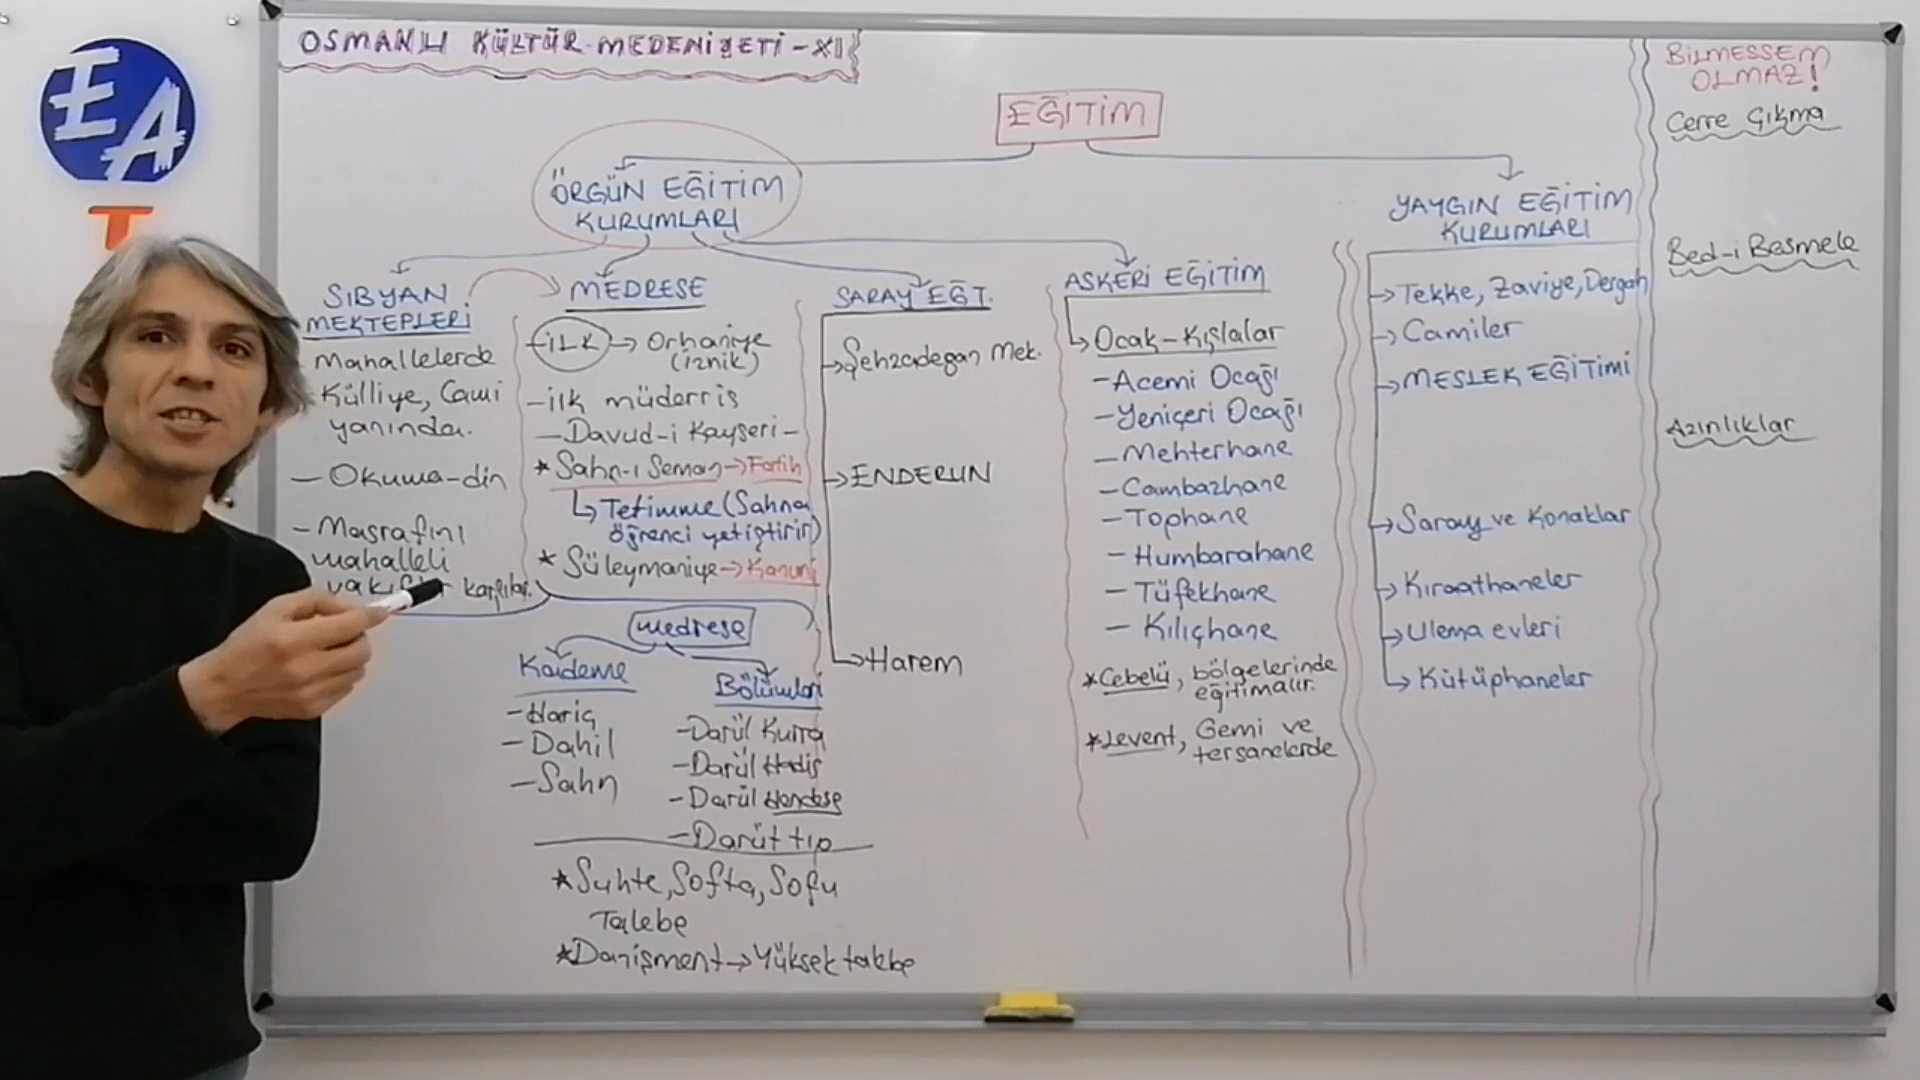 EA
T
OSMANLI KÜLTÜR-MEDENİYETİ-XI
EĞİTİM
ÖRGÜN EĞİTİM
KURUMLARI
SIBYAN
MEKTEPLERİ
Mahallelerde
Külliye, Cami
yanında.
- Okuma-din
- Masrafını
mahalleli
karşılar.
MEDRESE
- İLK → Orhaniye
(iznik)
- ilk müderris
- Davud-i Kayseri -
* Sahn-ı Seman → Fatih
Tetimme (Sahna
öğrenci yetiştirir)
* Süleymaniye → Kanuni
medrese
Kademe
- Hariç
- Dahil
- Sahn
Bölümleri
- Darül Kurra
- Darül Hadis
- Darül Hendese
- Darüt tıp
* Suhte, Softa, Sofu
Talebe
* Danişment → Yüksek talebe
SARAY EĞT.
→ Şehzadegan Mek.
→ ENDERUN
→ Harem
ASKERİ EĞİTİM
→ Ocak-Kışlalar
- Acemi Ocağı
- Yeniçeri Ocağı
- Mehterhane
- Cambazhane
- Tophane
- Humbarahane
- Tüfekhane
- Kılıçhane
* Cebelü, bölgelerinde
eğitim alır.
* Levent, Gemi ve
tersanelerde
YAYGIN EĞİTİM
KURUMLARI
→ Tekke, Zaviye, Dergah
→ Camiler
→ MESLEK EĞİTİMİ
→ Saray ve Konaklar
→ Kıraathaneler
→ Ulema evleri
→ Kütüphaneler
BİLMESSEM
OLMAZ!
Cerre Çıkma
Bed-i Besmele
Azınlıklar